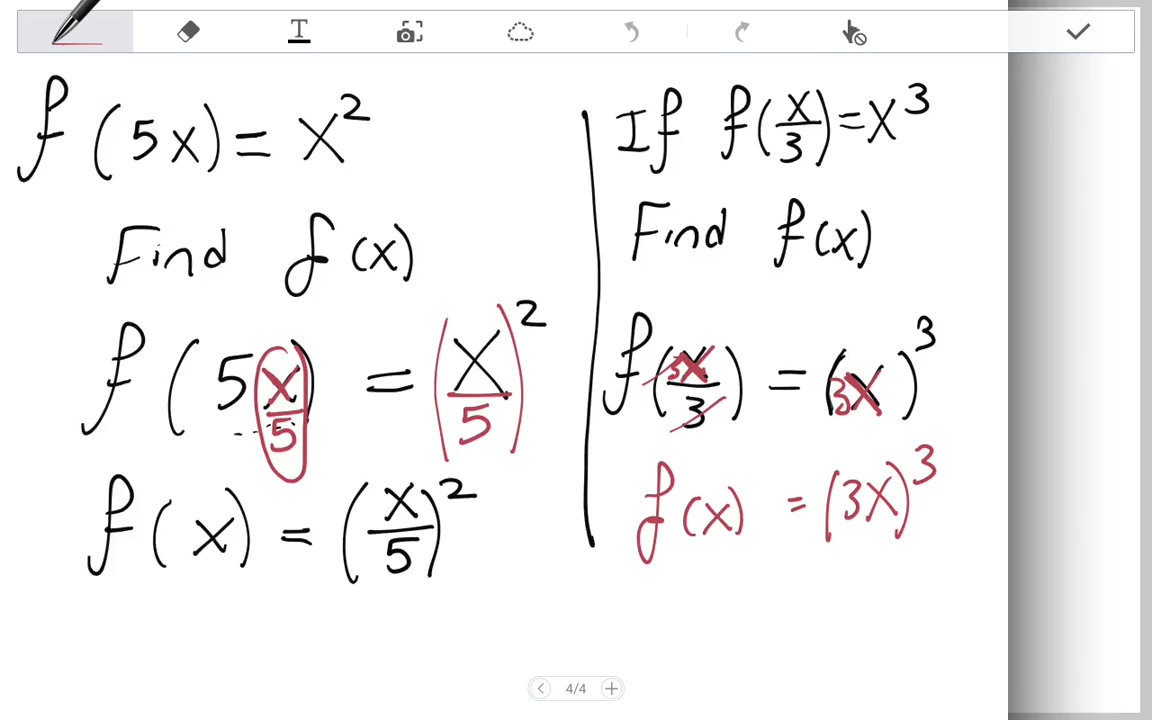 T
f(5x) = x²
Find f(x)
f(5x/5) = (x/5)²
f(x) = (x/5)²
If f(x/3) = x³
Find f(x)
f(3x/3) = (3x)³
f(x) = (3x)³
4/4